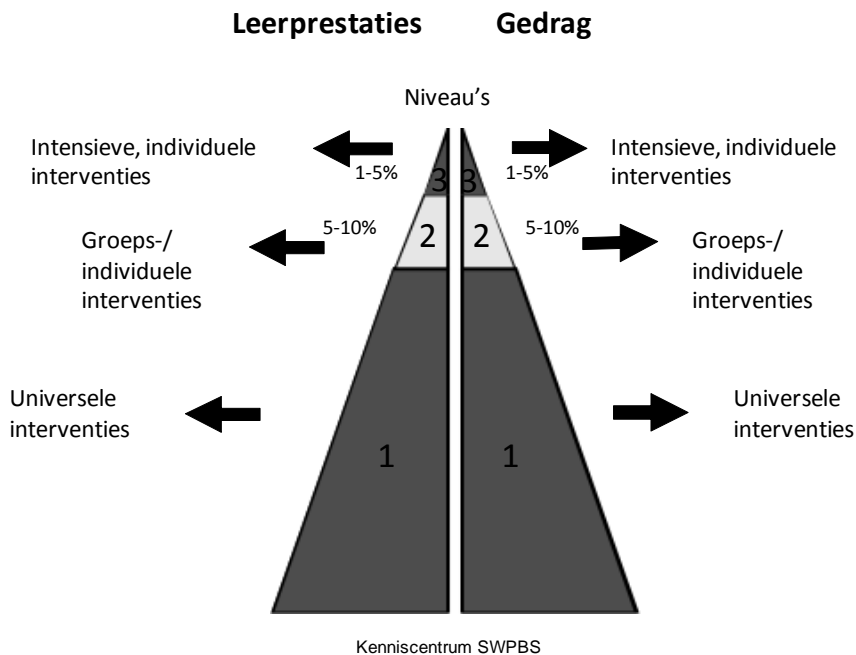 Leerprestaties Gedrag
Niveau's
Intensieve, individuele
interventies
1-5%
3
3
1-5%
Intensieve, individuele
interventies
Groeps-/
individuele
interventies
5-10%
2
2
5-10%
Groeps-/
individuele
interventies
Universele
interventies
1
1
Universele
interventies
Kenniscentrum SWPBS